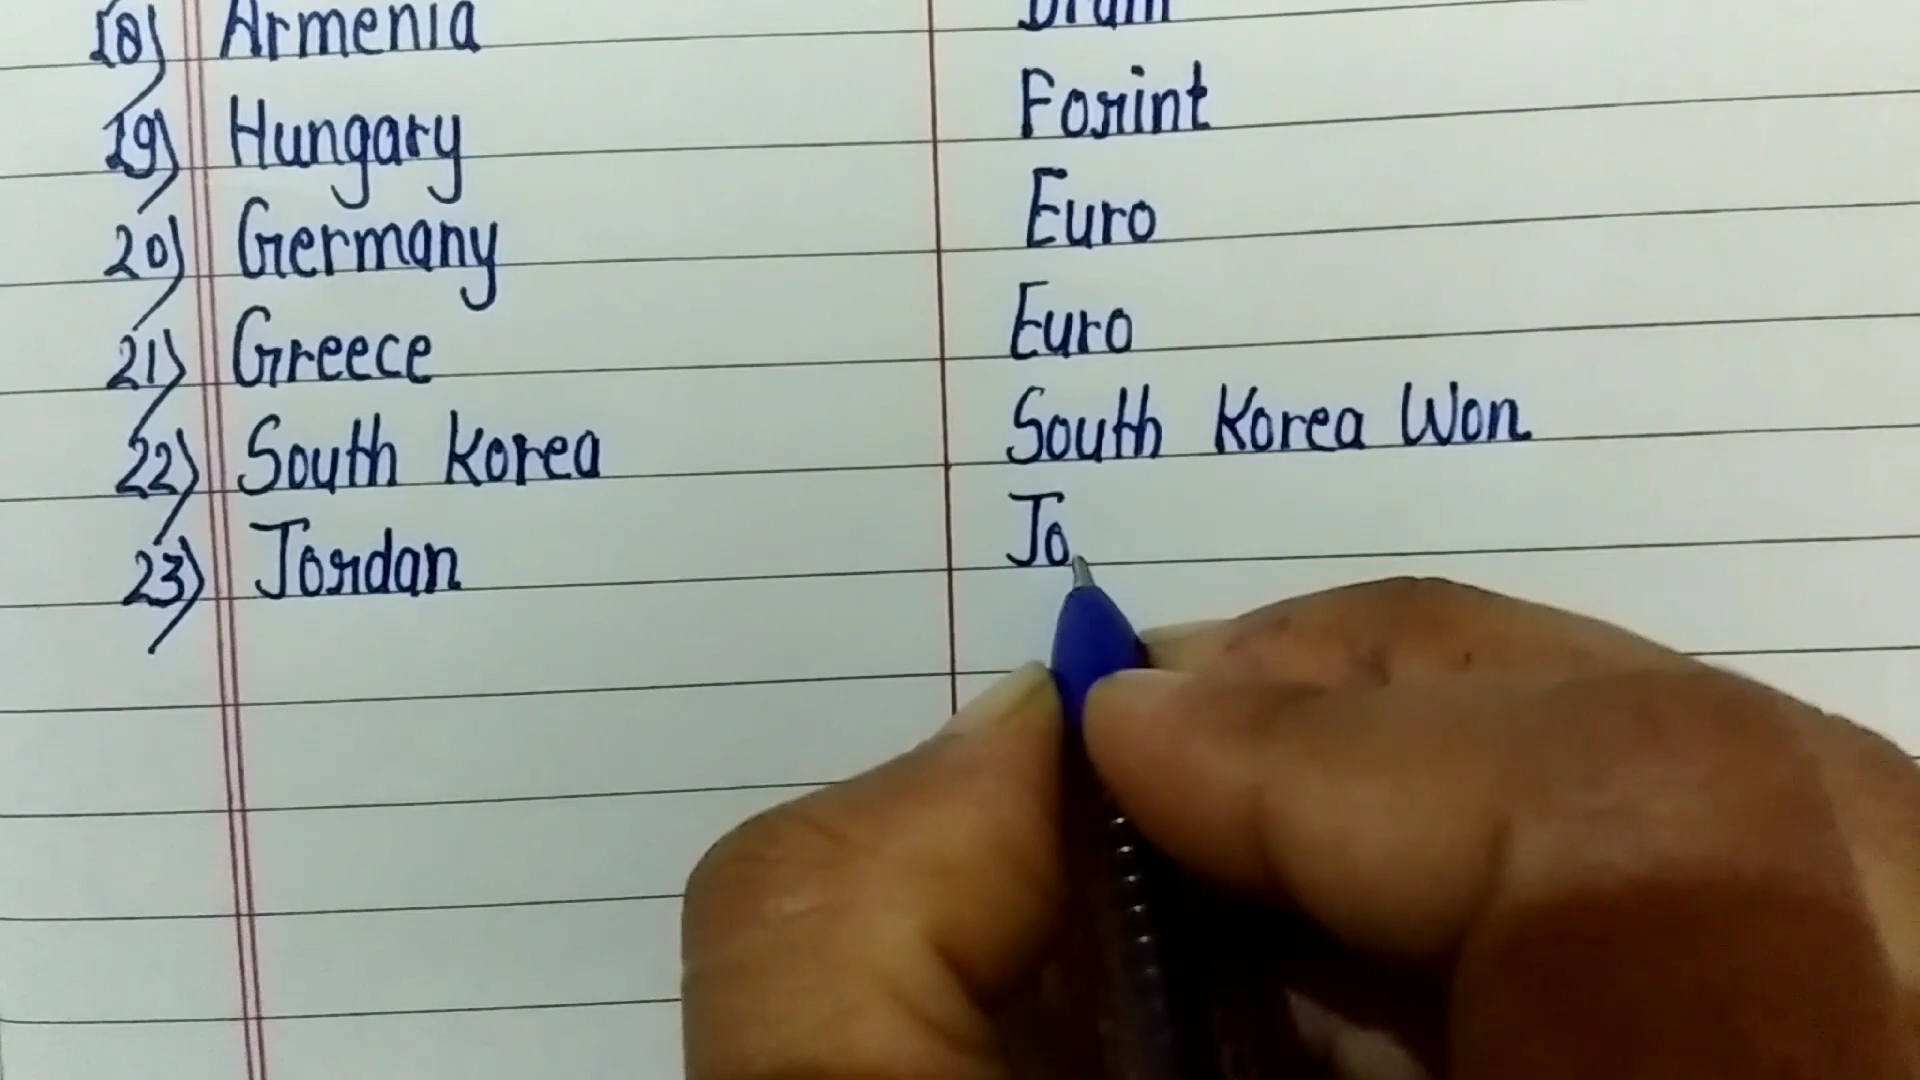 18) Armenia Dram
19) Hungary Forint
20) Germany Euro
21) Greece Euro
22) South Korea South Korea Won
23) Jordan Jo